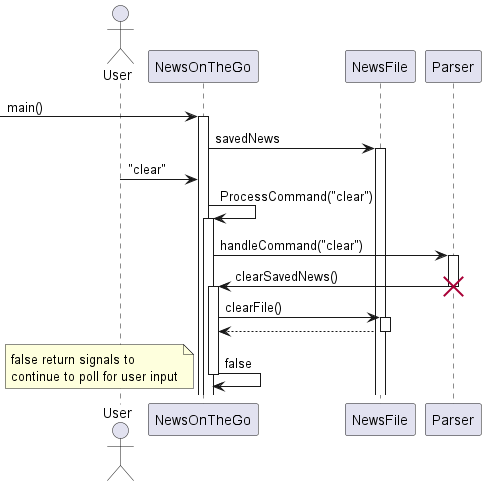 User
NewsOnTheGo
NewsFile
Parser
main()
savedNews
"clear"
ProcessCommand("clear")
handleCommand("clear")
clearSavedNews()
clearFile()
false return signals to
continue to poll for user input
false
User
NewsOnTheGo
NewsFile
Parser